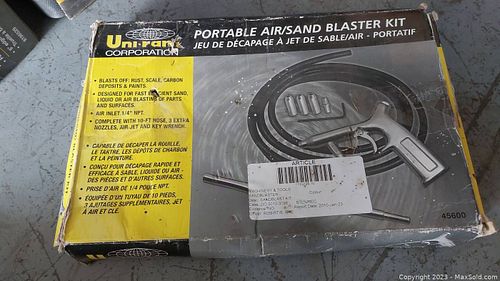 Uni-ram
CORPORATION
PORTABLE AIR/SAND BLASTER KIT
JEU DE DÉCAPAGE À JET DE SABLE/AIR - PORTATIF
• BLASTS OFF: RUST, SCALE, CARBON
DEPOSITS & PAINTS.
• DESIGNED FOR FAST EFFICIENT SAND,
LIQUID OR AIR BLASTING OF PARTS
AND SURFACES.
• AIR INLET 1/4" NPT.
• COMPLETE WITH 10-FT HOSE, 3 EXTRA
NOZZLES, AIR JET AND KEY WRENCH.
• CAPABLE DE DÉCAPER LA ROUILLE,
LE TARTRE, LES DÉPÔTS DE CHARBON
ET LA PEINTURE.
• CONÇU POUR DÉCAPAGE RAPIDE ET
EFFICACE À SABLE, LIQUIDE OU AIR -
DES PIÈCES ET D'AUTRES SURFACES.
• PRISE D'AIR DE 1/4 POUCE NPT.
• ÉQUIPÉE D'UN TUYAU DE 10 PIEDS,
3 AJUTAGES SUPPLÉMENTAIRES, JET
À AIR ET CLÉ.
ARTICLE
45600
Copyright 2023 - MaxSold.com